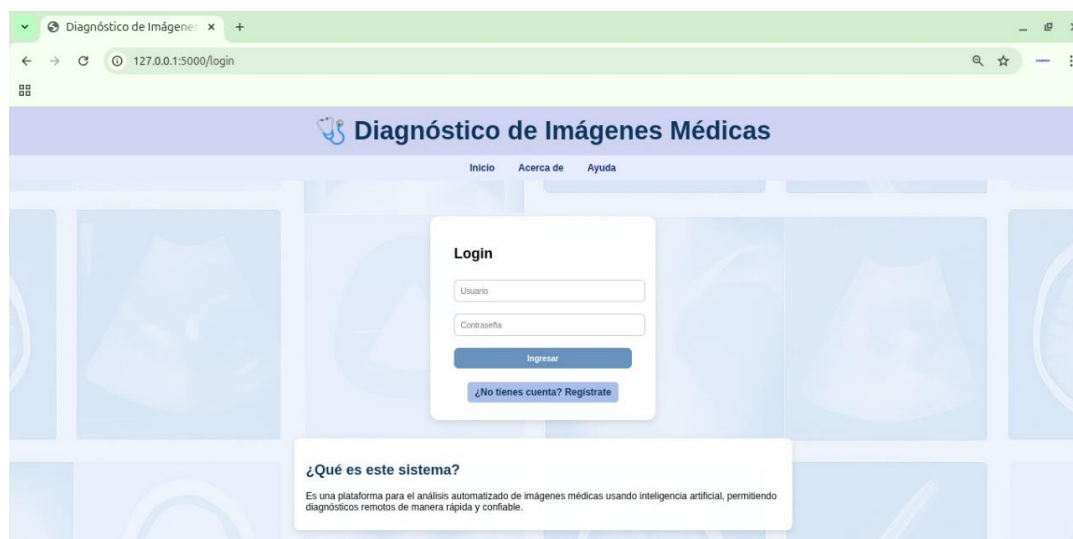 Diagnóstico de Imágenes
127.0.0.1:5000/login
Diagnóstico de Imágenes Médicas
Inicio Acerca de Ayuda
Login
Usuario
Contraseña
Ingresar
¿No tienes cuenta? Regístrate
¿Qué es este sistema?
Es una plataforma para el análisis automatizado de imágenes médicas usando inteligencia artificial, permitiendo
diagnósticos remotos de manera rápida y confiable.